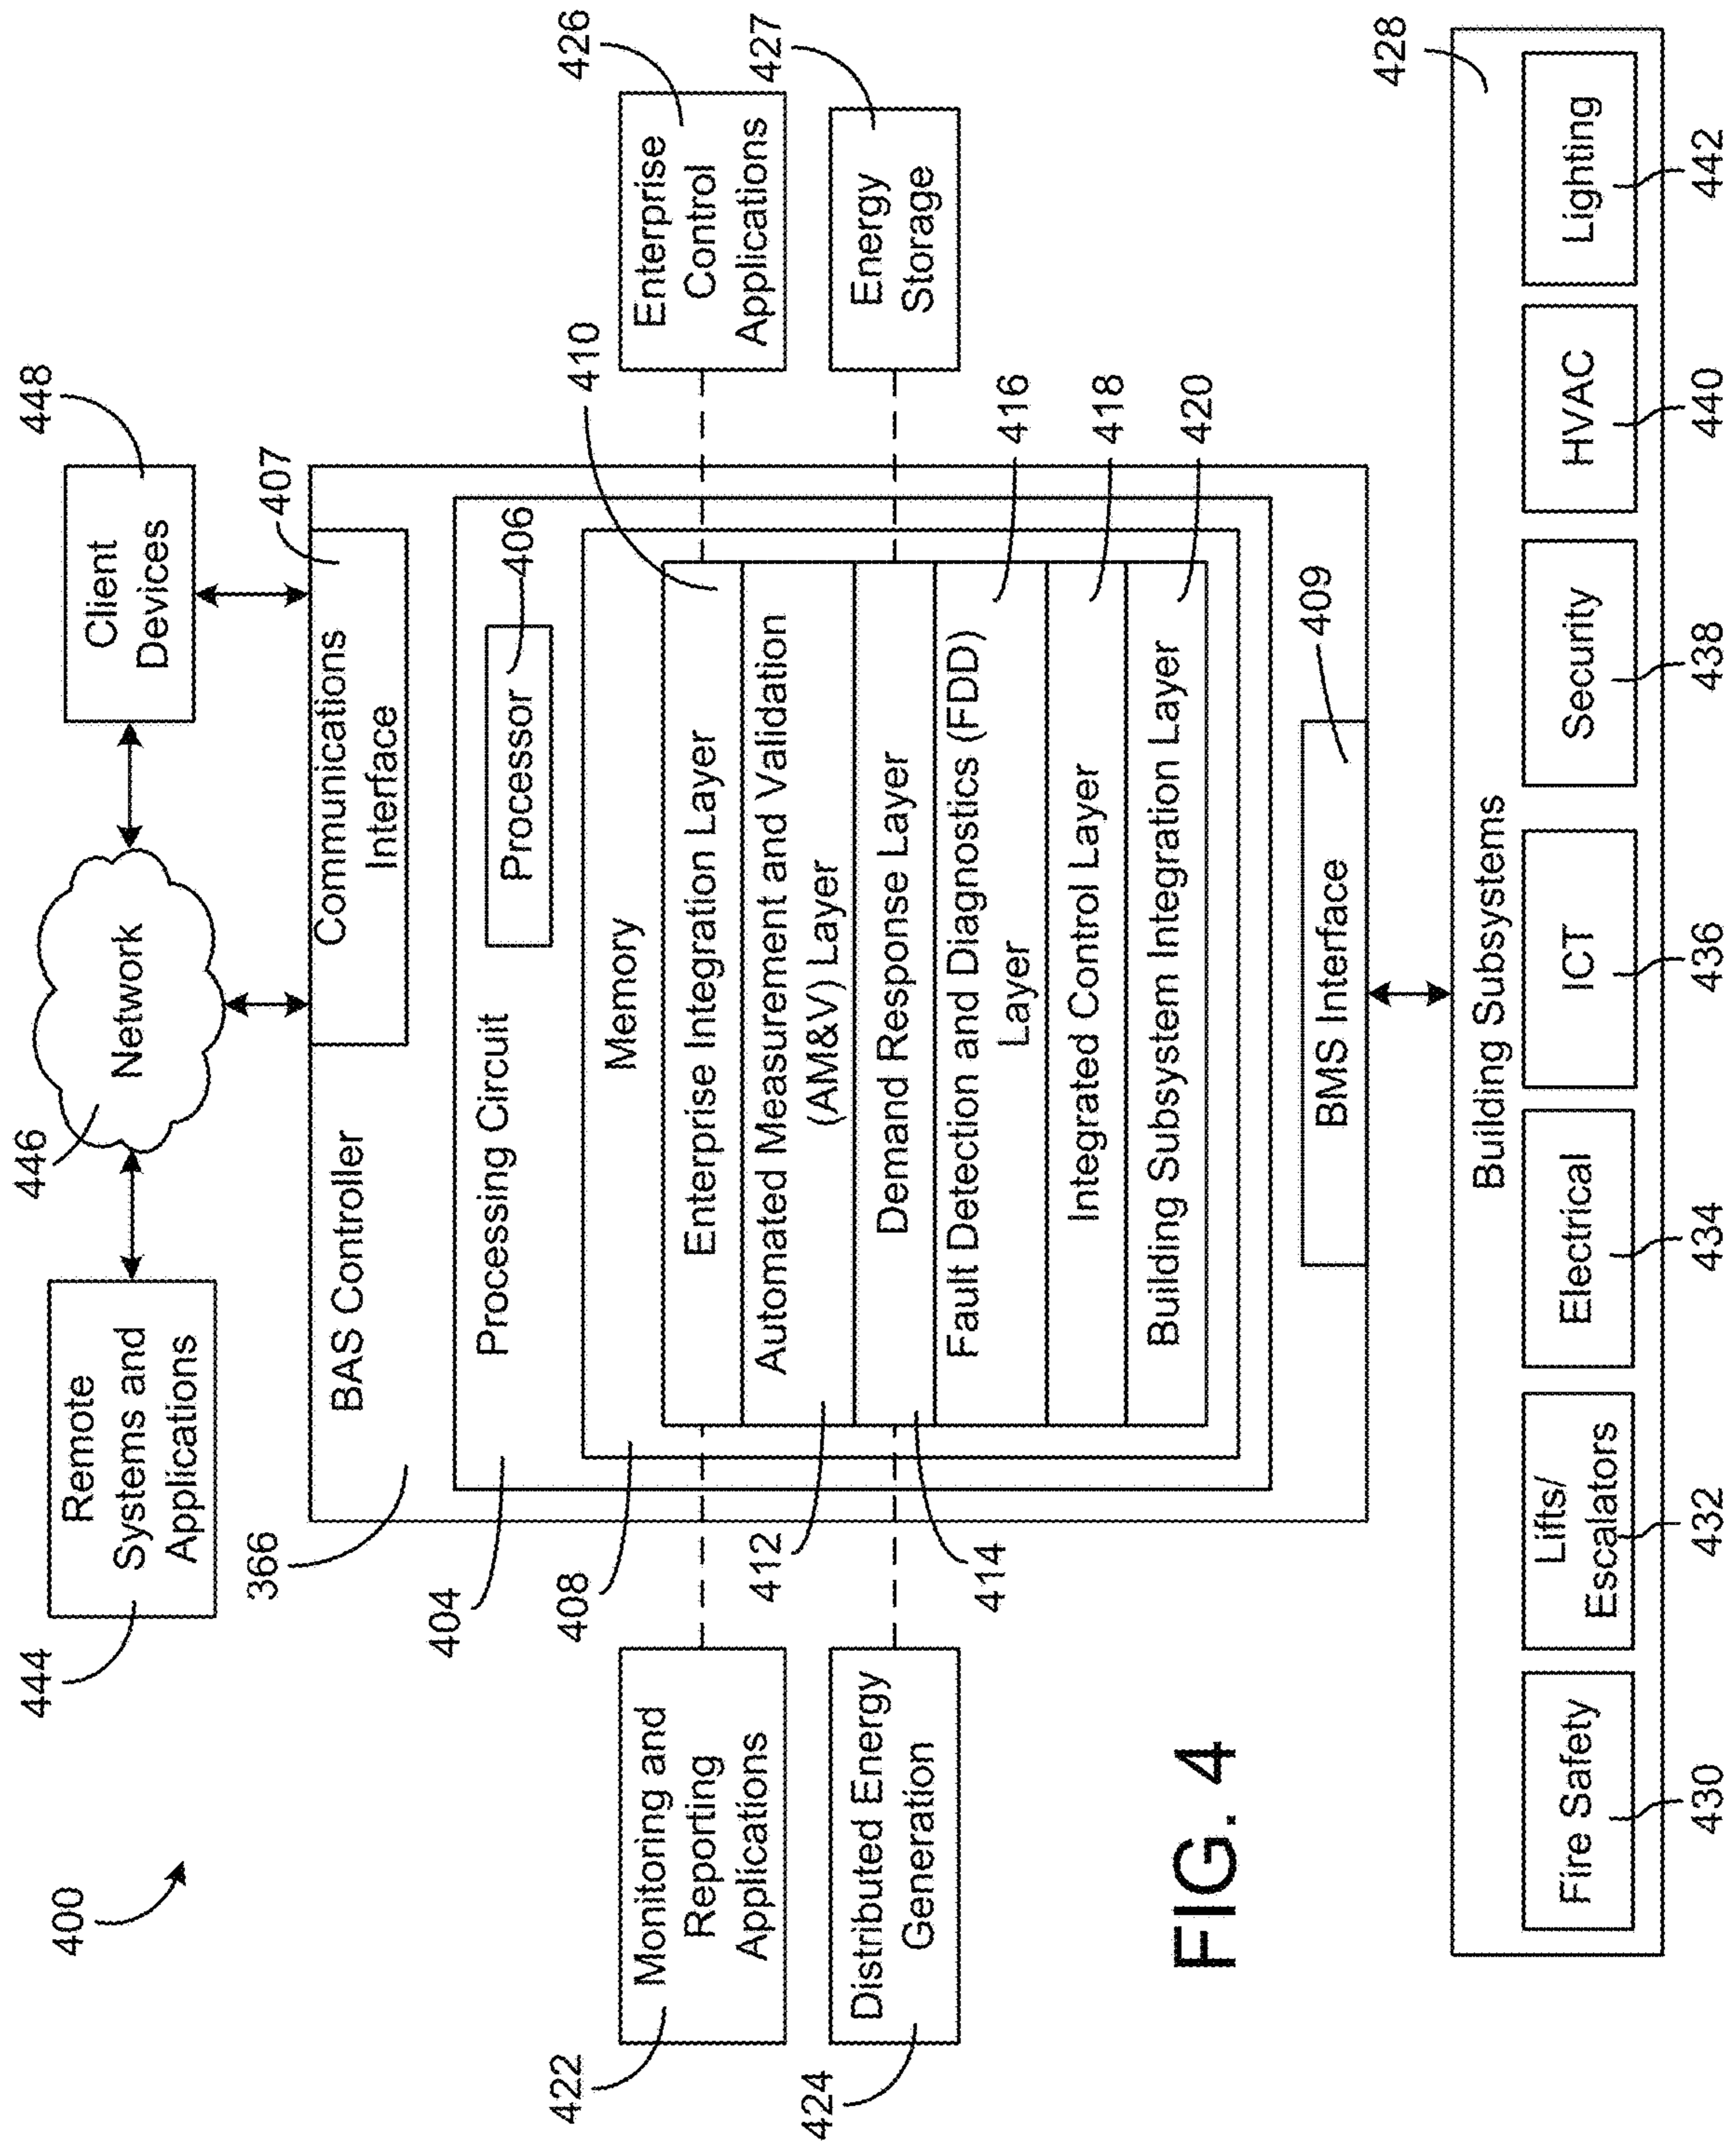 400
444
Remote
Systems and
Applications
446
Network
448
Client
Devices
366
BAS Controller
407
Communications
Interface
404
Processing Circuit
Processor
406
408
Memory
410
Enterprise Integration Layer
412
Automated Measurement and Validation
(AM&V) Layer
414
Demand Response Layer
416
Fault Detection and Diagnostics (FDD)
Layer
418
Integrated Control Layer
420
Building Subsystem Integration Layer
409
BMS Interface
422
Monitoring and
Reporting
Applications
424
Distributed Energy
Generation
426
Enterprise
Control
Applications
427
Energy
Storage
428
Building Subsystems
Fire Safety
Lifts/
Escalators
Electrical
ICT
Security
HVAC
Lighting
430
432
434
436
438
440
442
FIG. 4